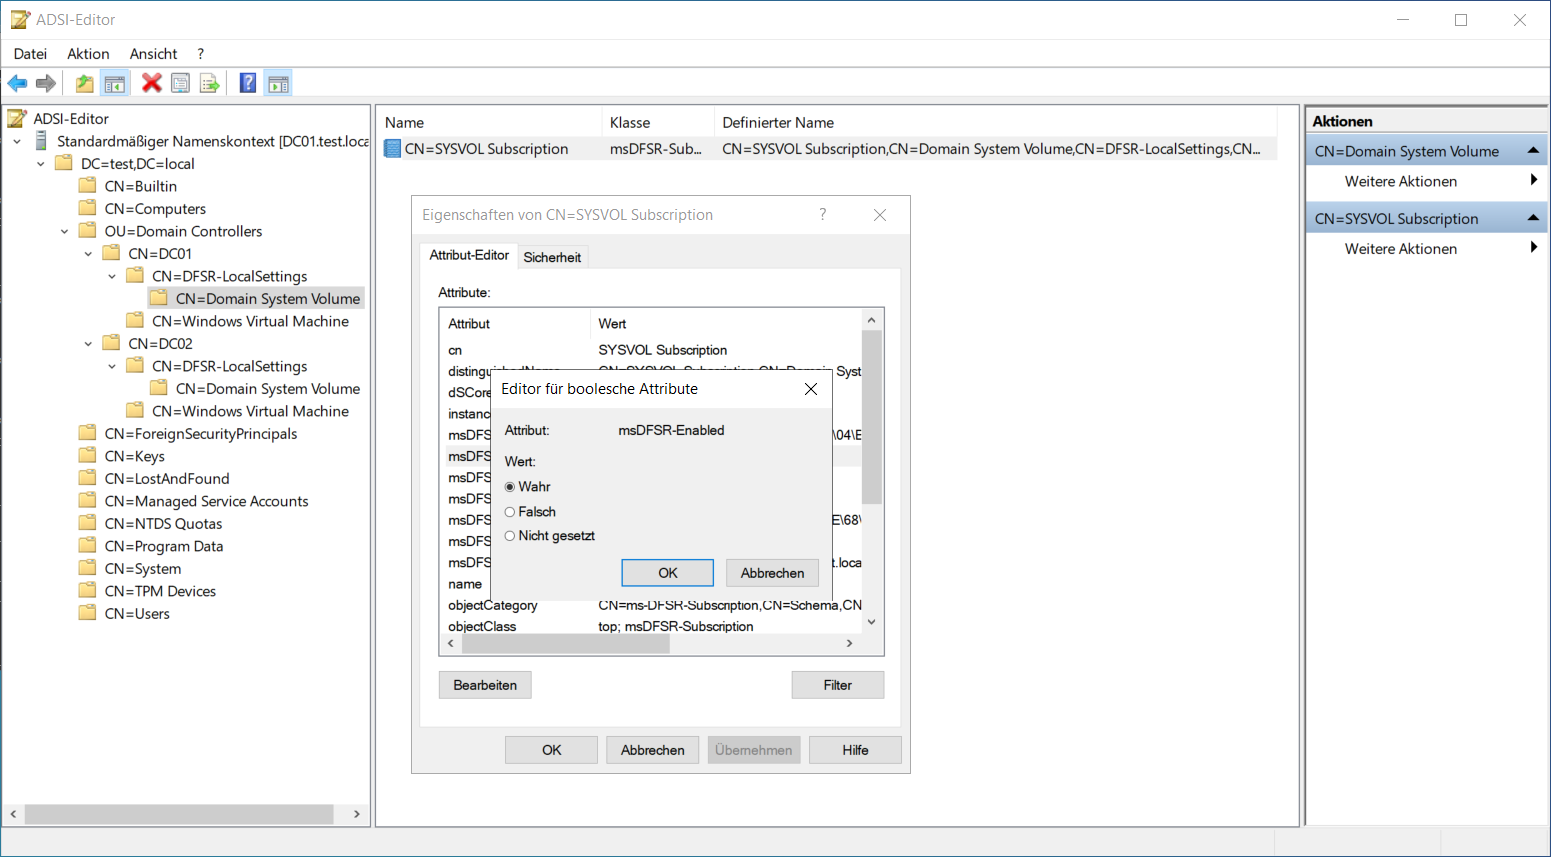 ADSI-Editor
Datei Aktion Ansicht ?
ADSI-Editor
Standardmäßiger Namenskontext [DC01.test.loca
DC=test,DC=local
CN=Builtin
CN=Computers
OU=Domain Controllers
CN=DC01
CN=DFSR-LocalSettings
CN=Domain System Volume
CN=Windows Virtual Machine
CN=DC02
CN=DFSR-LocalSettings
CN=Domain System Volume
CN=Windows Virtual Machine
CN=ForeignSecurityPrincipals
CN=Keys
CN=LostAndFound
CN=Managed Service Accounts
CN=NTDS Quotas
CN=Program Data
CN=System
CN=TPM Devices
CN=Users
Name Klasse Definierter Name
CN=SYSVOL Subscription msDFSR-Sub... CN=SYSVOL Subscription,CN=Domain System Volume,CN=DFSR-LocalSettings,CN...
Eigenschaften von CN=SYSVOL Subscription ?
Attribut-Editor Sicherheit
Attribute:
Attribut Wert
cn SYSVOL Subscription
dSCore
instanc
msDFS \04\E
msDFS
msDFS
msDFS
msDFS E\68\
msDFS
msDFS t.loca
name
objectCategory CN=ms-DFSR-Subscription,CN=Schema,CN
objectClass top; msDFSR-Subscription
Editor für boolesche Attribute
Attribut: msDFSR-Enabled
Wert:
Wahr
Falsch
Nicht gesetzt
OK Abbrechen
Bearbeiten Filter
OK Abbrechen Übernehmen Hilfe
Aktionen
CN=Domain System Volume
Weitere Aktionen
CN=SYSVOL Subscription
Weitere Aktionen